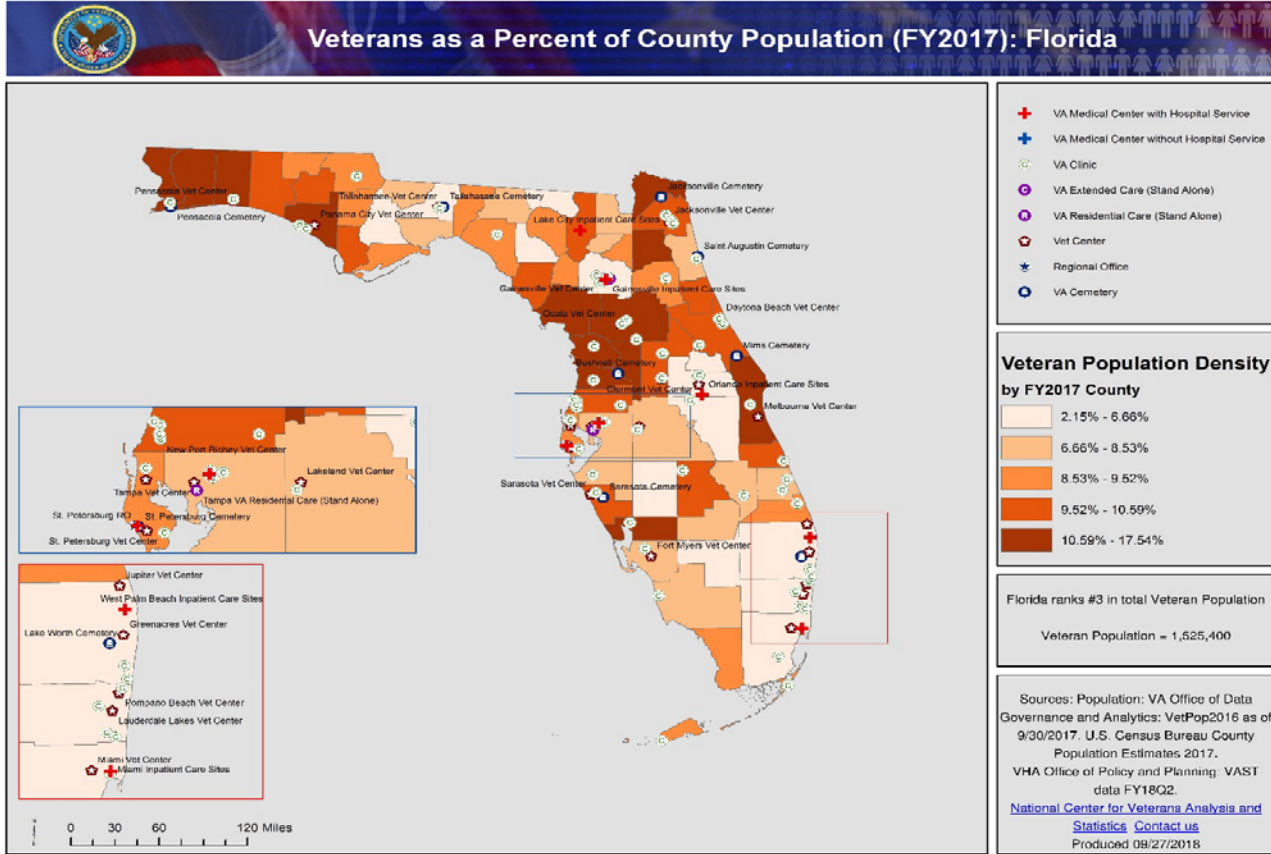 Veterans as a Percent of County Population (FY2017): Florida
VA Medical Center with Hospital Service
VA Medical Center without Hospital Service
VA Clinic
VA Extended Care (Stand Alone)
VA Residential Care (Stand Alone)
Vet Center
Regional Office
VA Cemetery
Veteran Population Density
by FY2017 County
2.15% - 6.66%
6.66% - 8.53%
8.53% - 9.52%
9.52% - 10.59%
10.59% - 17.54%
Florida ranks #3 in total Veteran Population
Veteran Population = 1,525,400
Sources: Population: VA Office of Data
Governance and Analytics: VetPop2016 as of
9/30/2017. U.S. Census Bureau County
Population Estimates 2017.
VHA Office of Policy and Planning: VAST
data FY18Q2.
National Center for Veterans Analysis and
Statistics Contact us
Produced 09/27/2018
Pensacola Vet Center
Pensacola Cemetery
Tallahassee Vet Center
Tallahassee Cemetery
Panama City Vet Center
Lake City Inpatient Care Sites
Jacksonville Cemetery
Jacksonville Vet Center
Saint Augustin Cemetery
Gainesville Vet Center
Gainesville Inpatient Care Sites
Ocala Vet Center
Daytona Beach Vet Center
Mims Cemetery
Bushnell Cemetery
Clermont Vet Center
Orlando Inpatient Care Sites
Melbourne Vet Center
Sarasota Vet Center
Sarasota Cemetery
Fort Myers Vet Center
New Port Richey Vet Center
Lakeland Vet Center
Tampa Vet Center
Tampa VA Residential Care (Stand Alone)
St. Petersburg RO
St. Petersburg Cemetery
St. Petersburg Vet Center
Jupiter Vet Center
West Palm Beach Inpatient Care Sites
Greenacres Vet Center
Lake Worth Cemetery
Pompano Beach Vet Center
Lauderdale Lakes Vet Center
Miami Vet Center
Miami Inpatient Care Sites
0 30 60 120 Miles